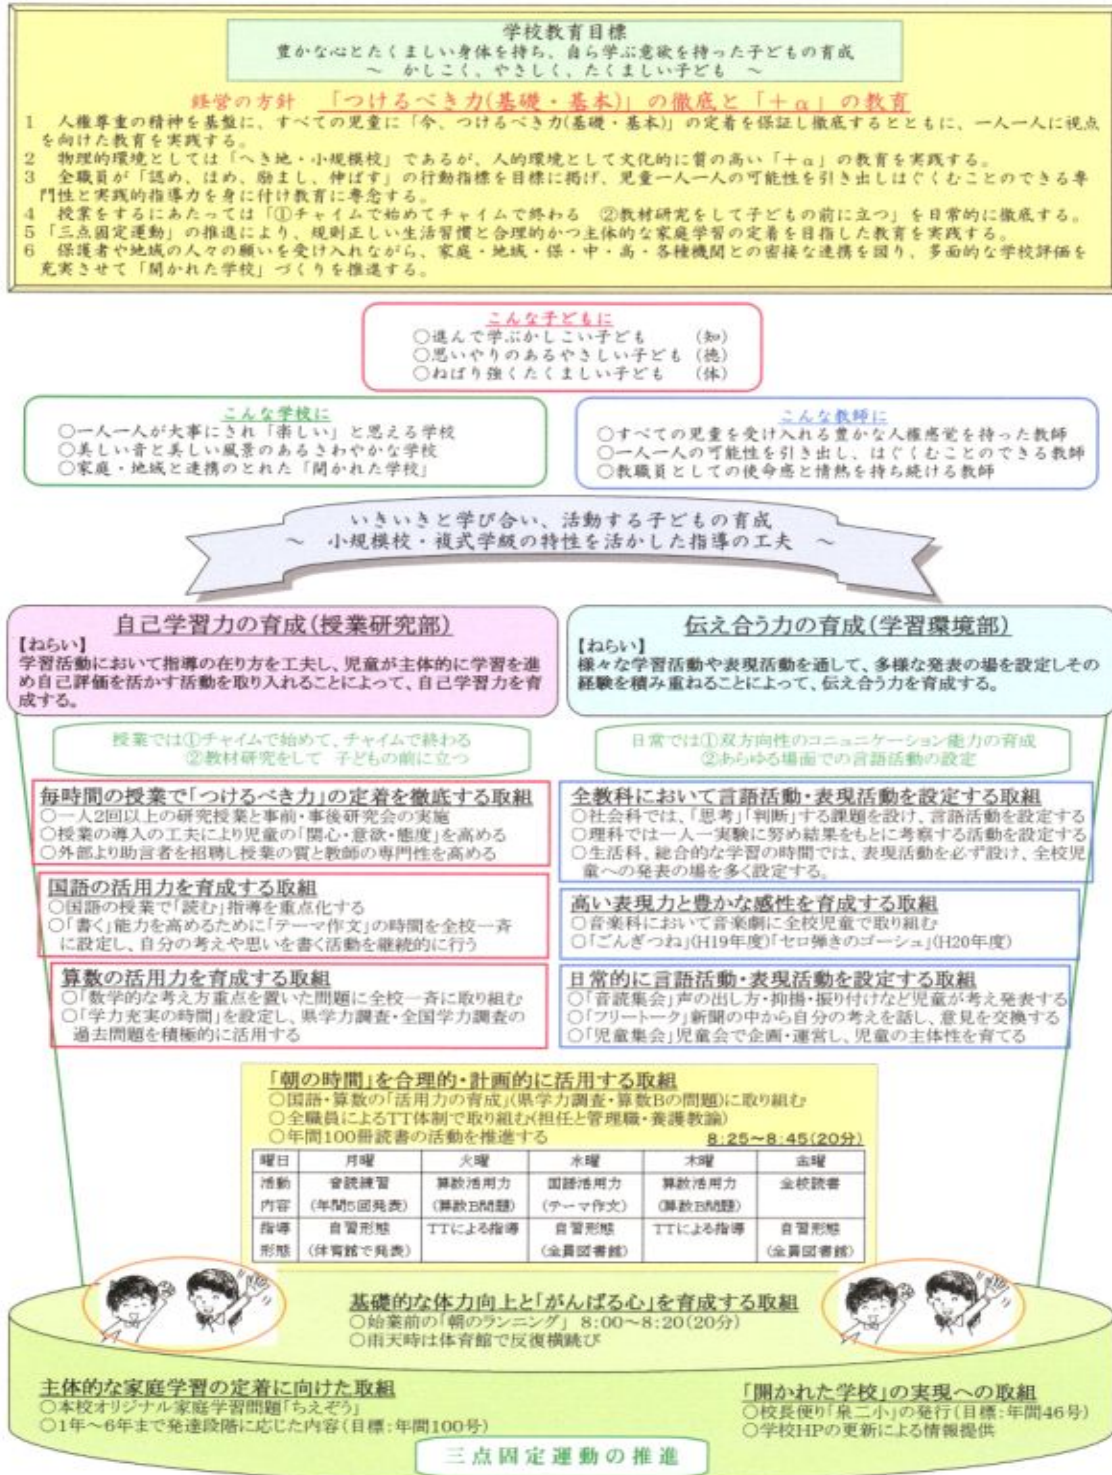 学校教育目標
豊かな心とたくましい身体を持ち、自ら学ぶ意欲を持った子どもの育成
～ かしこく、やさしく、たくましい子ども ～
経営の方針 「つけるべき力(基礎・基本)」の徹底と「+α」の教育
1 人権尊重の精神を基盤に、すべての児童に「今、つけるべき力(基礎・基本)」の定着を保証し徹底するとともに、一人一人に視点
を向けた教育を実践する。
2 物理的環境としては「へき地・小規模校」であるが、人的環境として文化的に質の高い「+α」の教育を実践する。
3 全職員が「認め、ほめ、励まし、伸ばす」の行動指標を目標に掲げ、児童一人一人の可能性を引き出しはぐくむことのできる専
門性と実践的指導力を身に付け教育に専念する。
4 授業をするにあたっては「①チャイムで始めてチャイムで終わる ②教材研究をして子どもの前に立つ」を日常的に徹底する。
5 「三点固定運動」の推進により、規則正しい生活習慣と合理的かつ主体的な家庭学習の定着を目指した教育を実践する。
6 保護者や地域の人々の願いを受け入れながら、家庭・地域・保・中・高・各種機関との密接な連携を図り、多面的な学校評価を
充実させて「開かれた学校」づくりを推進する。
こんな子どもに
○進んで学ぶかしこい子ども (知)
○思いやりのあるやさしい子ども (徳)
○ねばり強くたくましい子ども (体)
こんな学校に
○一人一人が大事にされ「楽しい」と思える学校
○美しい音と美しい風景のあるさわやかな学校
○家庭・地域と連携のとれた「開かれた学校」
こんな教師に
○すべての児童を受け入れる豊かな人権感覚を持った教師
○一人一人の可能性を引き出し、はぐくむことのできる教師
○教職員としての使命感と情熱を持ち続ける教師
いきいきと学び合い、活動する子どもの育成
～ 小規模校・複式学級の特性を活かした指導の工夫 ～
自己学習力の育成(授業研究部)
【ねらい】
学習活動において指導の在り方を工夫し、児童が主体的に学習を進
め自己評価を活かす活動を取り入れることによって、自己学習力を育
成する。
授業では①チャイムで始めて、チャイムで終わる
②教材研究をして 子どもの前に立つ
毎時間の授業で「つけるべき力」の定着を徹底する取組
○一人2回以上の研究授業と事前・事後研究会の実施
○授業の導入の工夫により児童の「関心・意欲・態度」を高める
○外部より助言者を招聘し授業の質と教師の専門性を高める
国語の活用力を育成する取組
○国語の授業で「読む」指導を重点化する
○「書く」能力を高めるために「テーマ作文」の時間を全校一斉
に設定し、自分の考えや思いを書く活動を継続的に行う
算数の活用力を育成する取組
○「数学的な考え方重点を置いた問題に全校一斉に取り組む
○「学力充実の時間」を設定し、県学力調査・全国学力調査の
過去問題を積極的に活用する
伝え合う力の育成(学習環境部)
【ねらい】
様々な学習活動や表現活動を通して、多様な発表の場を設定しその
経験を積み重ねることによって、伝え合う力を育成する。
日常では①双方向性のコニュニケーション能力の育成
②あらゆる場面での言語活動の設定
全教科において言語活動・表現活動を設定する取組
○社会科では、「思考」「判断」する課題を設け、言語活動を設定する
○理科では一人一実験に努め結果をもとに考察する活動を設定する
○生活科、総合的な学習の時間では、表現活動を必ず設け、全校児
童への発表の場を多く設定する。
高い表現力と豊かな感性を育成する取組
○音楽科において音楽劇に全校児童で取り組む
○「ごんぎつね」(H19年度)「セロ弾きのゴーシュ」(H20年度)
日常的に言語活動・表現活動を設定する取組
○「音読集会」声の出し方・抑揚・振り付けなど児童が考え発表する
○「フリートーク」新聞の中から自分の考えを話し、意見を交換する
○「児童集会」児童会で企画・運営し、児童の主体性を育てる
「朝の時間」を合理的・計画的に活用する取組
○国語・算数の「活用力の育成」(県学力調査・算数Bの問題)に取り組む
○全職員によるTT体制で取り組む(担任と管理職・養護教諭)
○年間100冊読書の活動を推進する 8:25～8:45(20分)
曜日 月曜 火曜 水曜 木曜 金曜
活動 音読練習 算数活用力 国語活用力 算数活用力 全校読書
内容 (年間5回発表) (算数B問題) (テーマ作文) (算数B問題)
指導 自習形態 TTによる指導 自習形態 TTによる指導 自習形態
形態 (体育館で発表) (全員図書館) (全員図書館)
基礎的な体力向上と「がんばる心」を育成する取組
○始業前の「朝のランニング」 8:00～8:20(20分)
○雨天時は体育館で反復横跳び
主体的な家庭学習の定着に向けた取組
○本校オリジナル家庭学習問題「ちえぞう」
○1年～6年まで発達段階に応じた内容(目標:年間100号)
「開かれた学校」の実現への取組
○校長便り「泉二小」の発行(目標:年間46号)
○学校HPの更新による情報提供
三点固定運動の推進